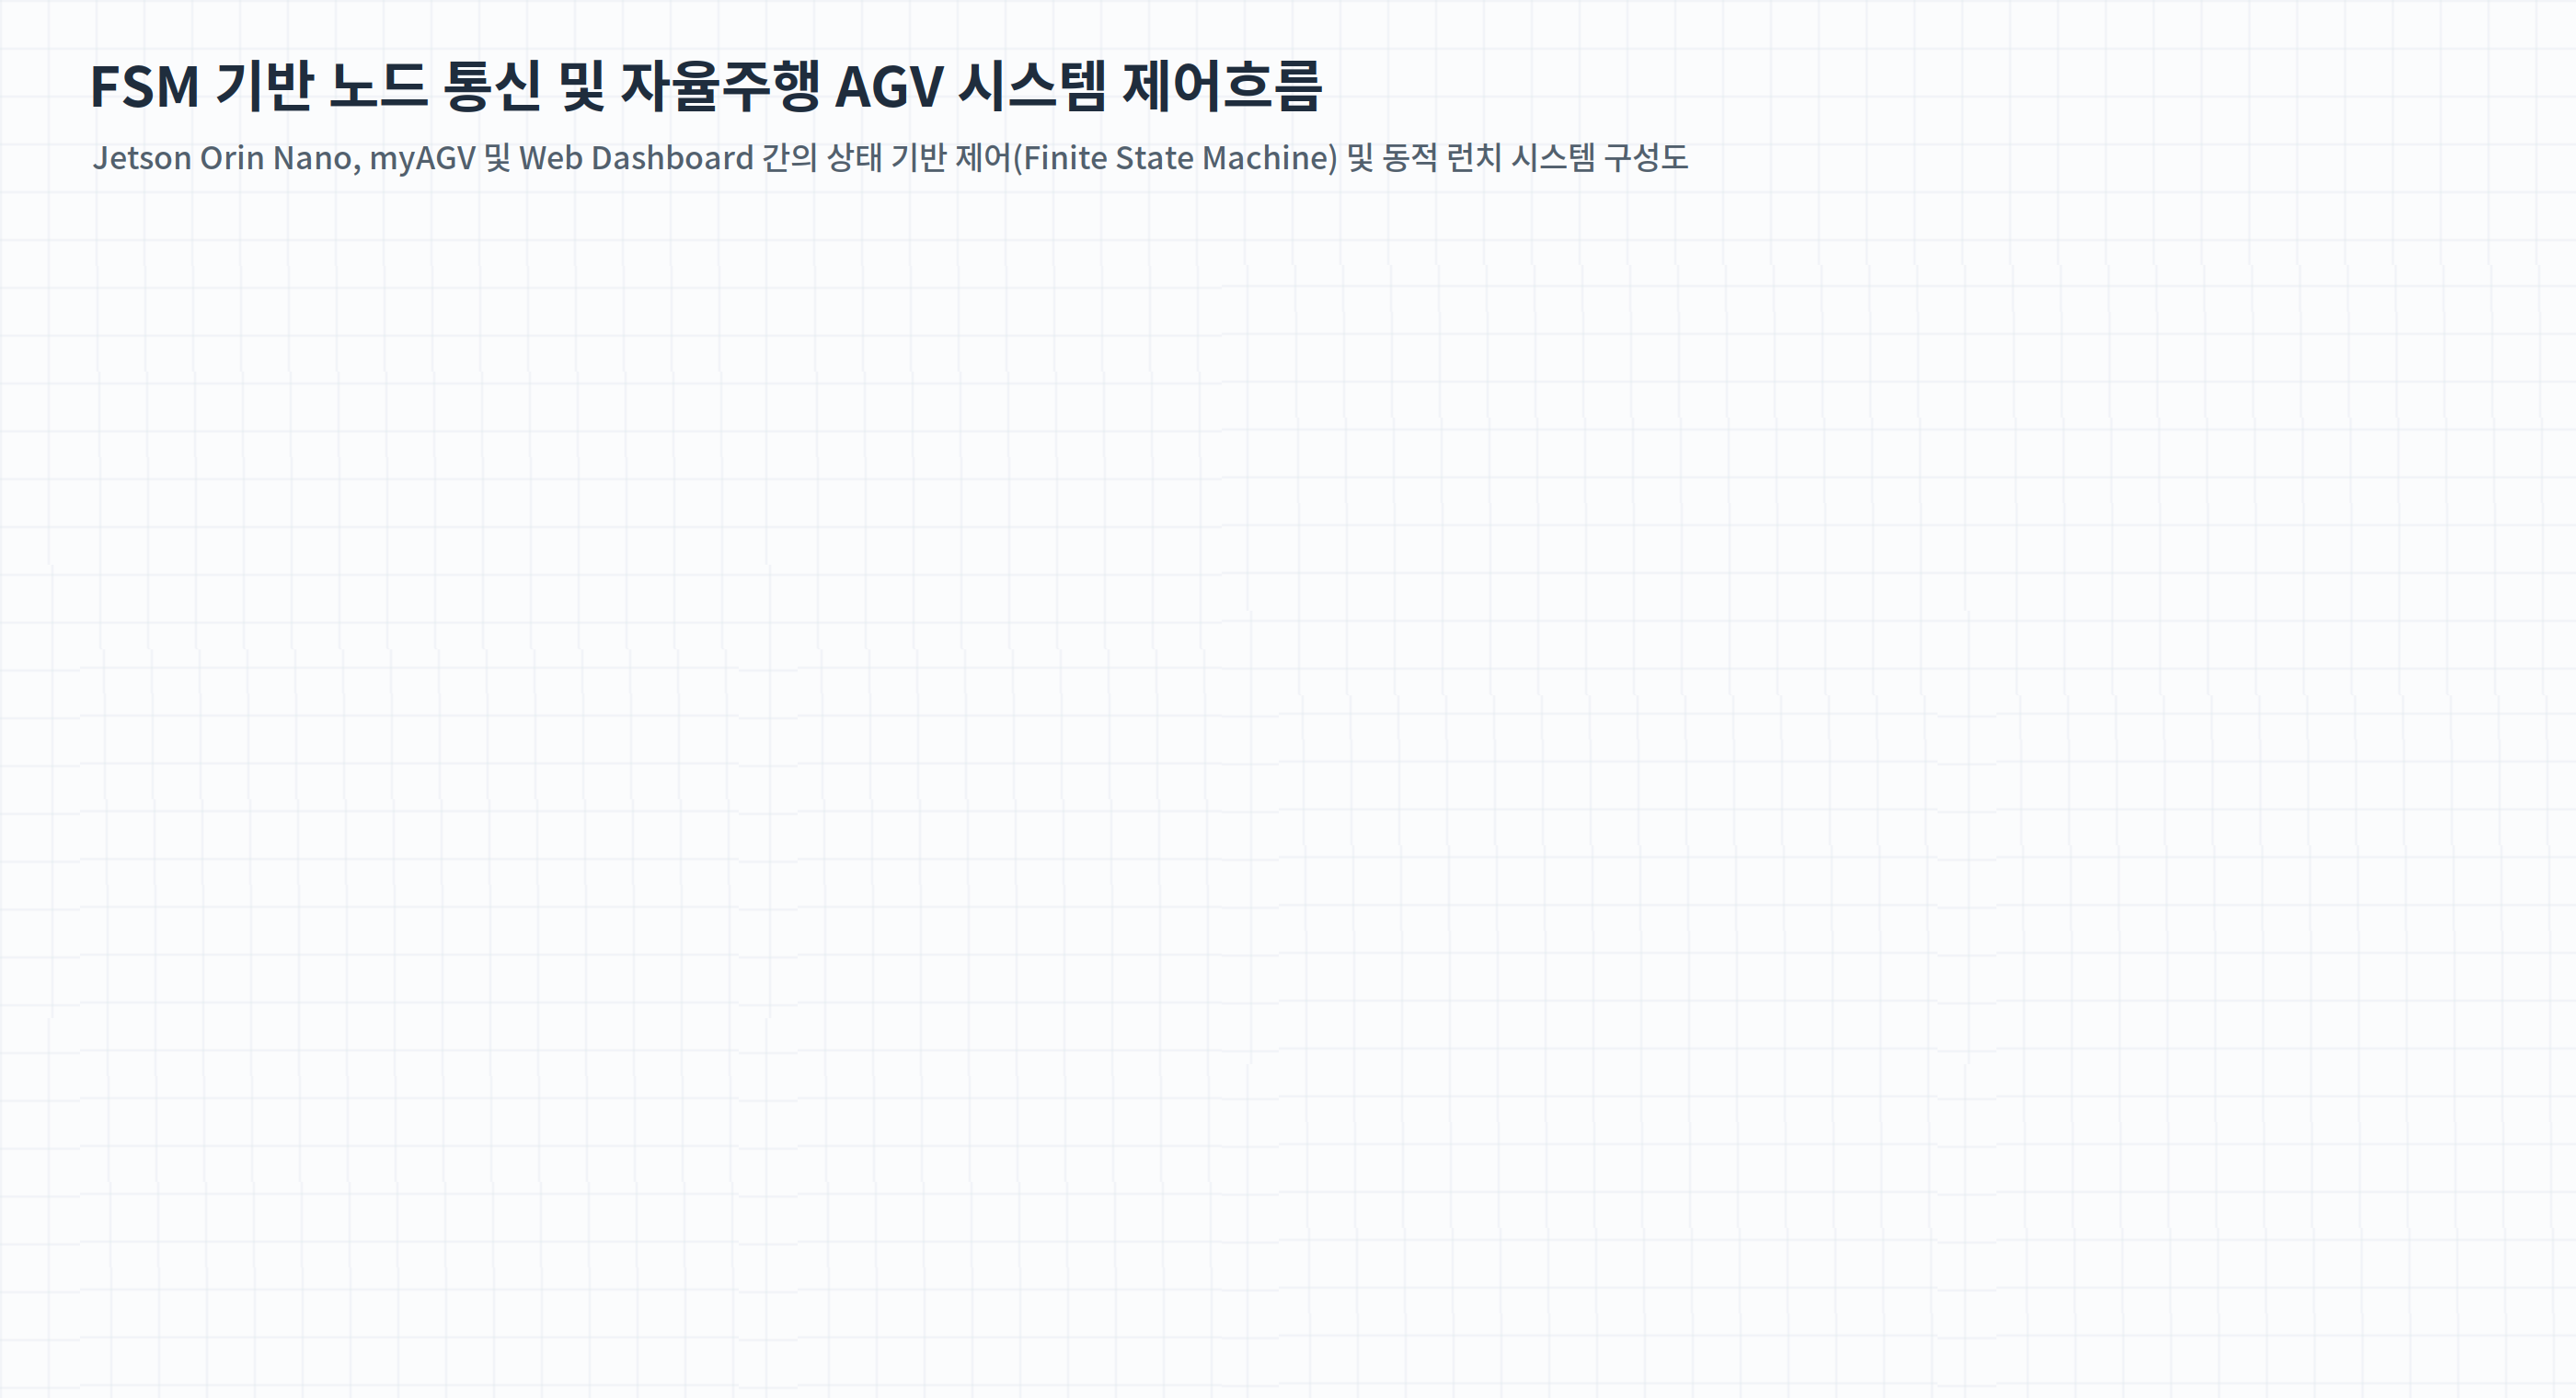 FSM 기반 노드 통신 및 자율주행 AGV 시스템 제어흐름
Jetson Orin Nano, myAGV 및 Web Dashboard 간의 상태 기반 제어(Finite State Machine) 및 동적 런치 시스템 구성도